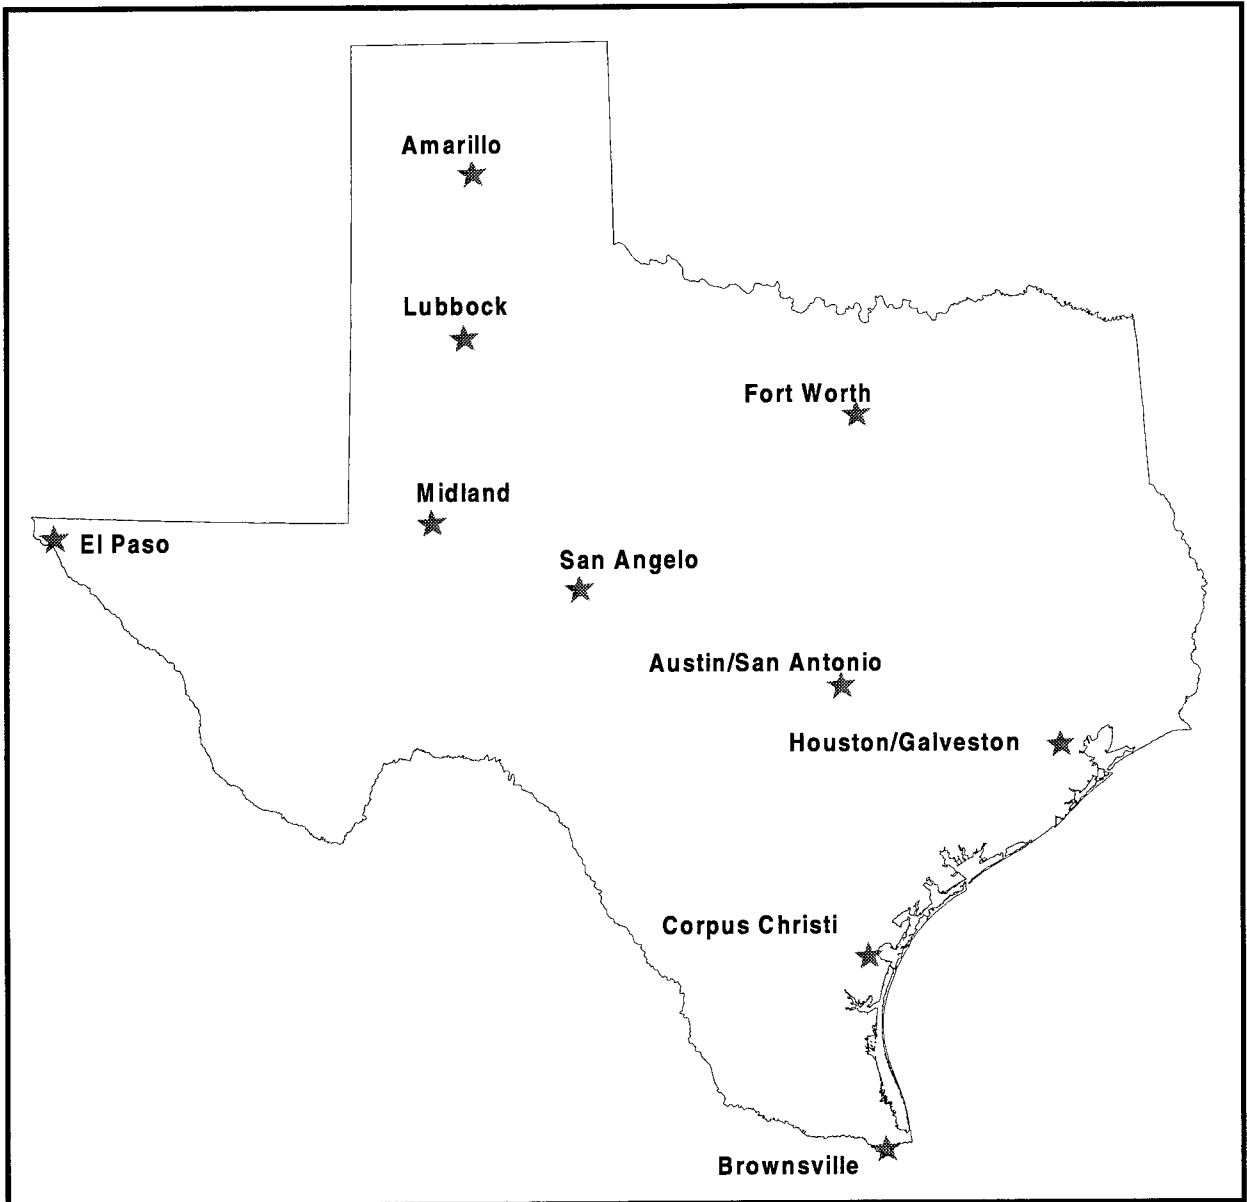 Amarillo
Lubbock
Fort Worth
Midland
El Paso
San Angelo
Austin/San Antonio
Houston/Galveston
Corpus Christi
Brownsville